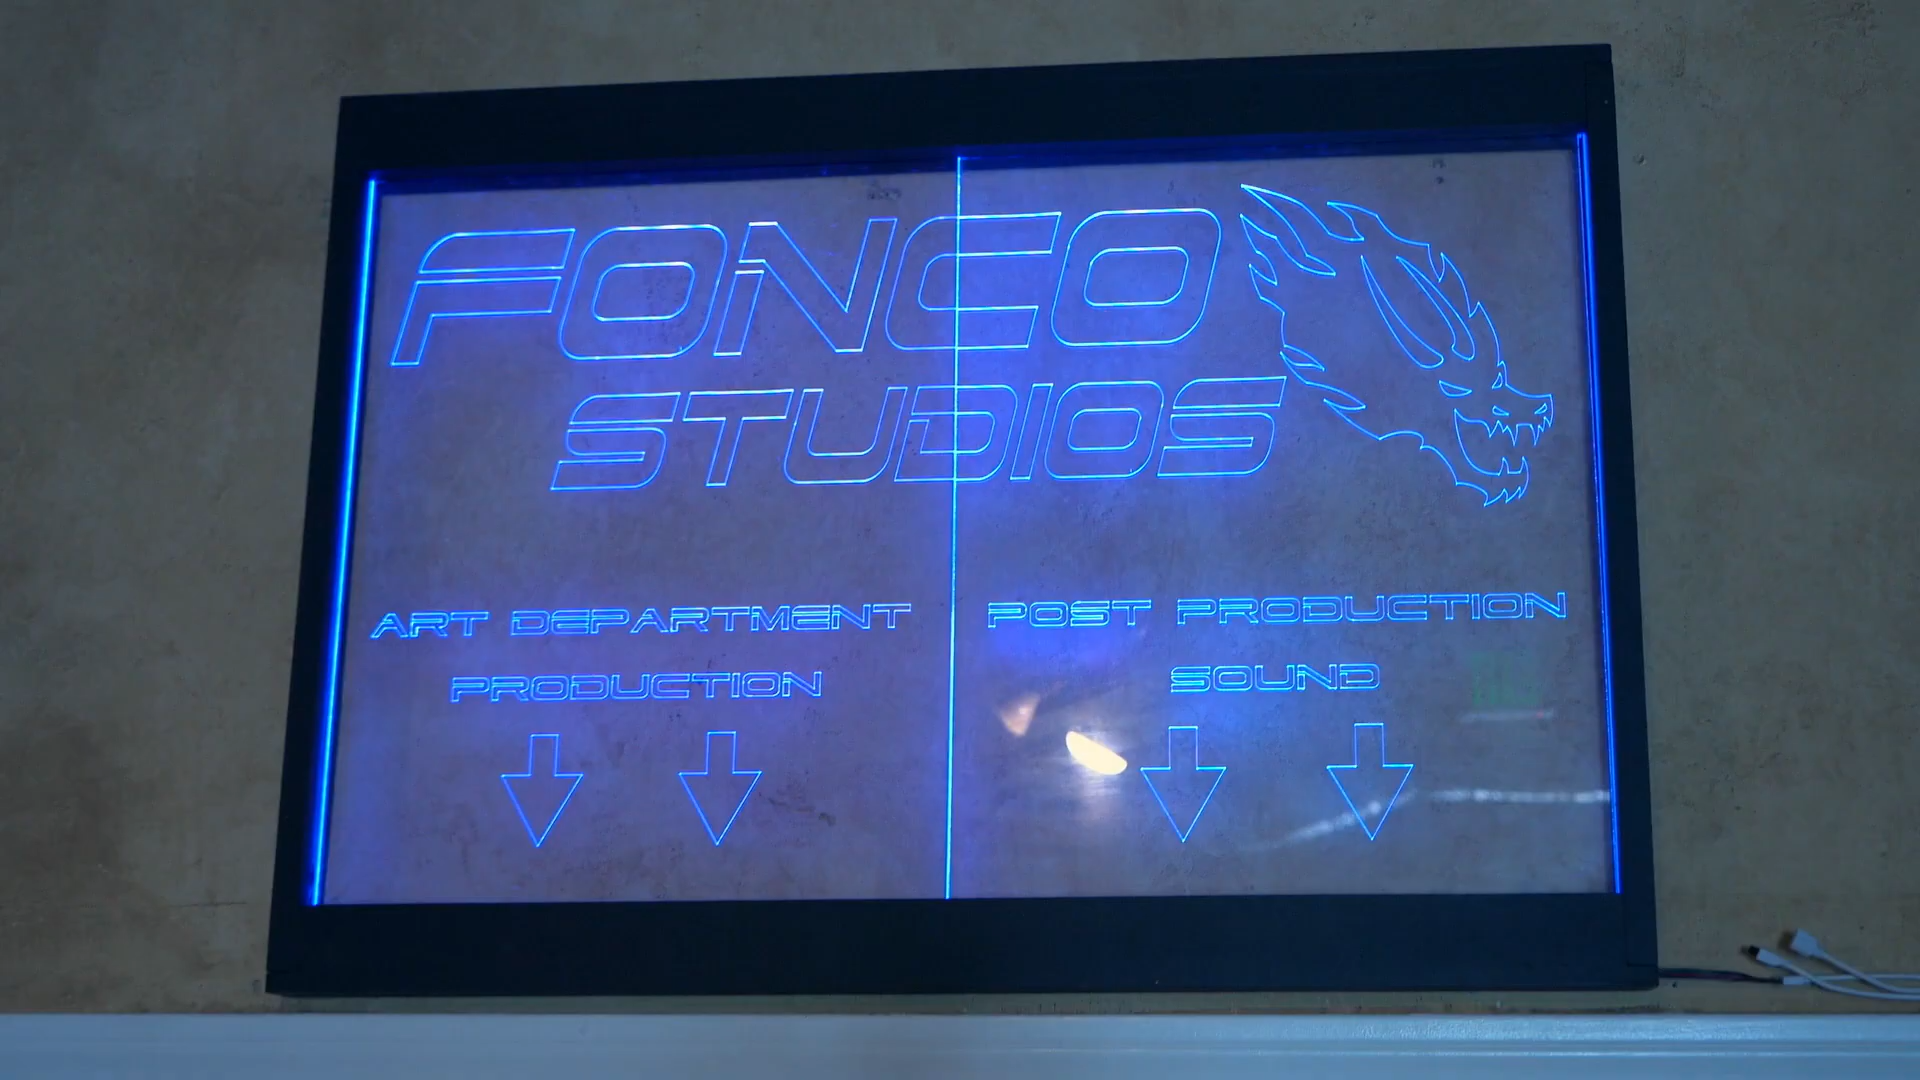 FONCO
STUDIOS
ART DEPARTMENT
PRODUCTION
POST PRODUCTION
SOUND